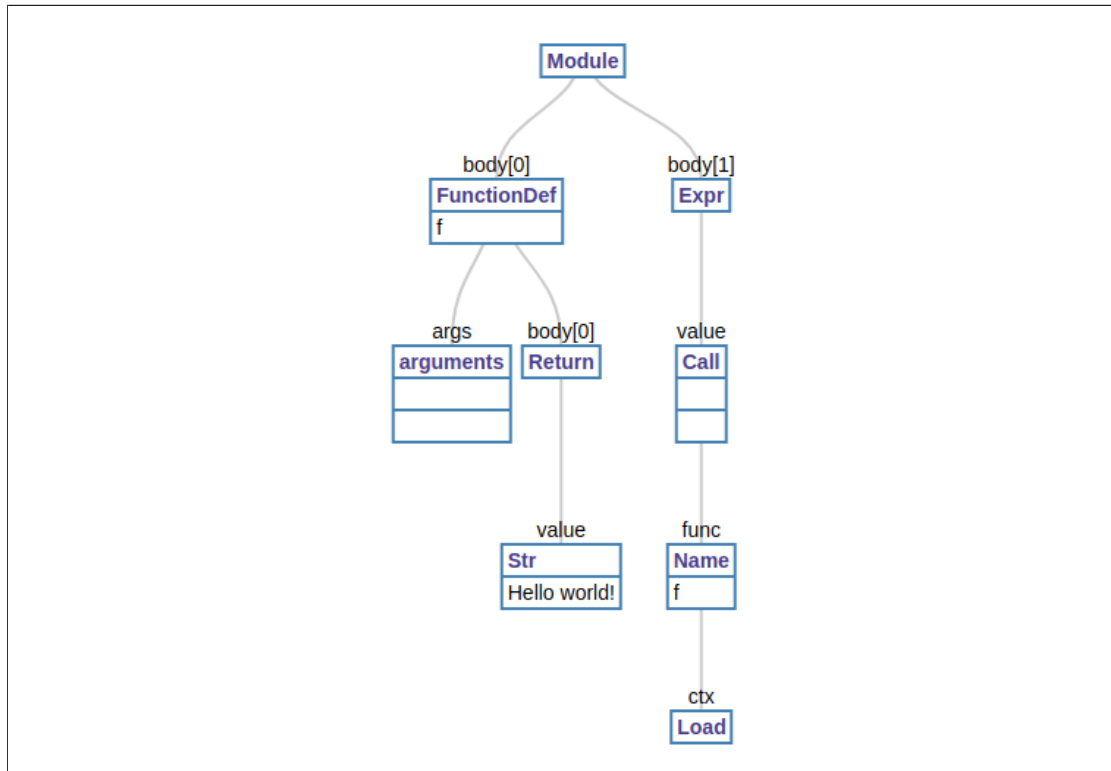 Module
body[0] body[1]
FunctionDef Expr
f
args body[0] value
arguments Return Call
value func
Str Name
Hello world! f
ctx
Load